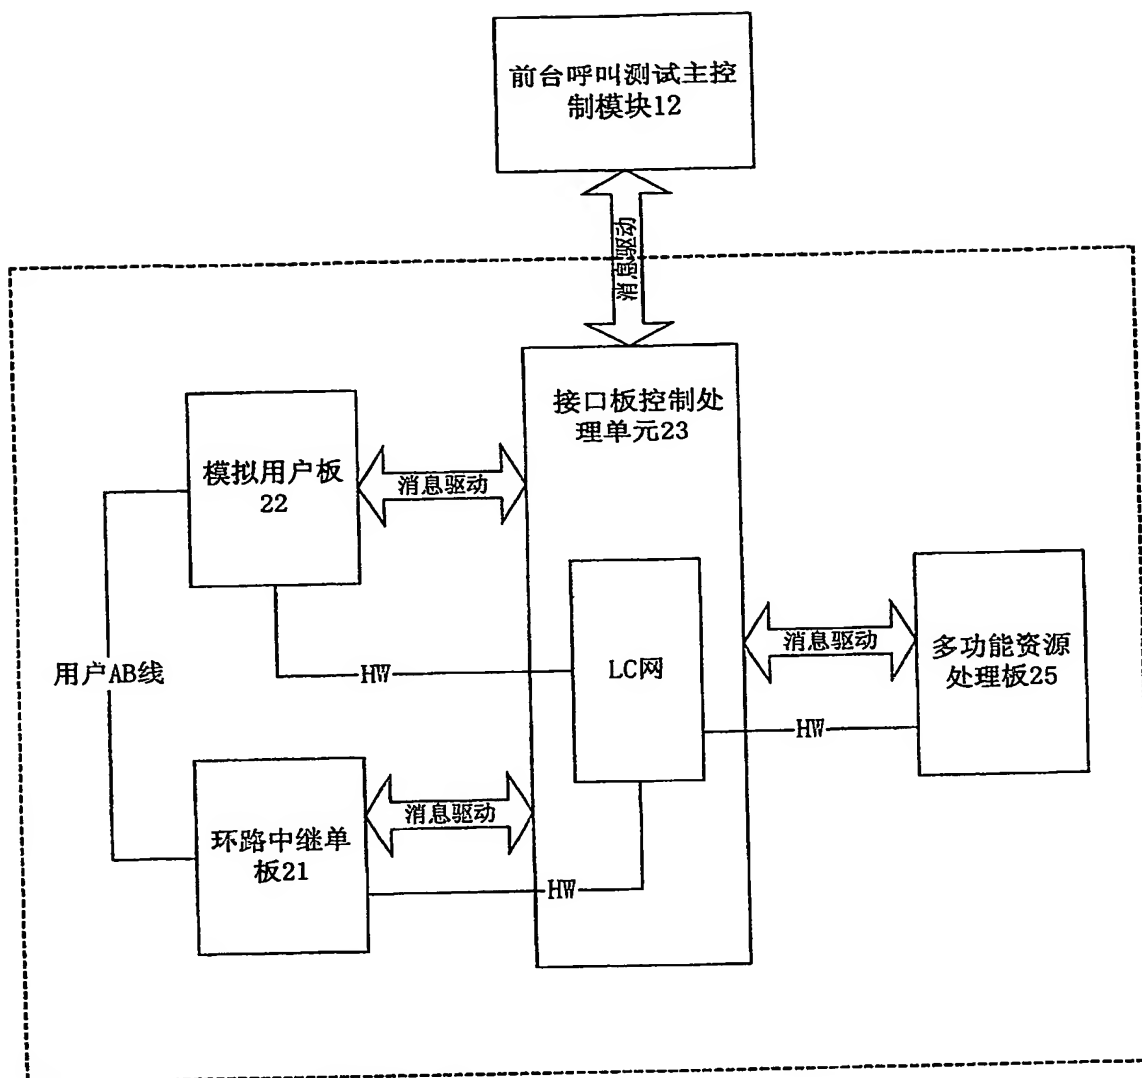 前台呼叫测试主控
制模块12
消息驱动
接口板控制处
理单元23
模拟用户板
22
消息驱动
消息驱动
多功能资源
处理板25
用户AB线
HW
LC网
HW
环路中继单
板21
消息驱动
HW